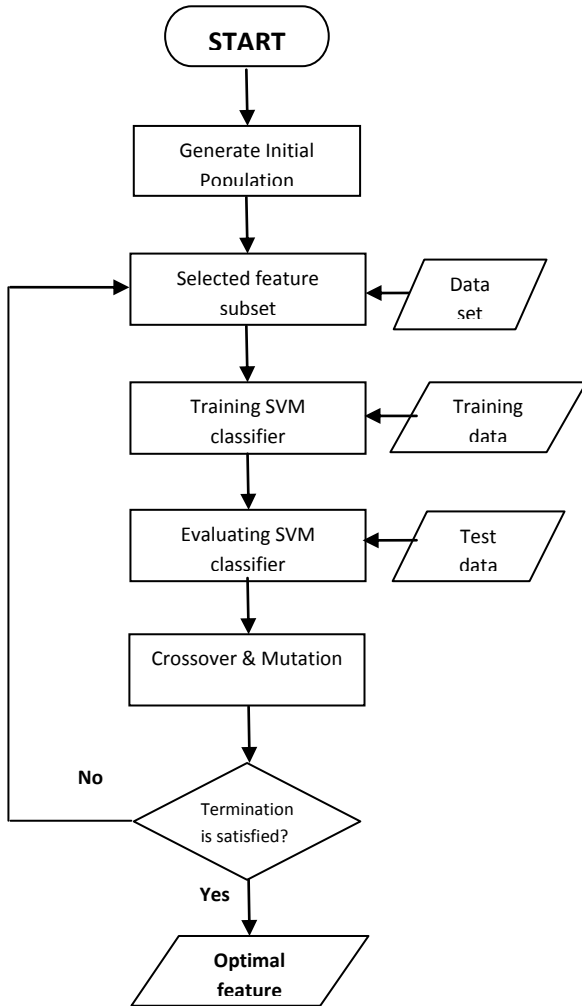 START
Generate Initial
Population
Selected feature
subset
Data
set
Training SVM
classifier
Training
data
Evaluating SVM
classifier
Test
data
Crossover & Mutation
No
Termination
is satisfied?
Yes
Optimal
feature